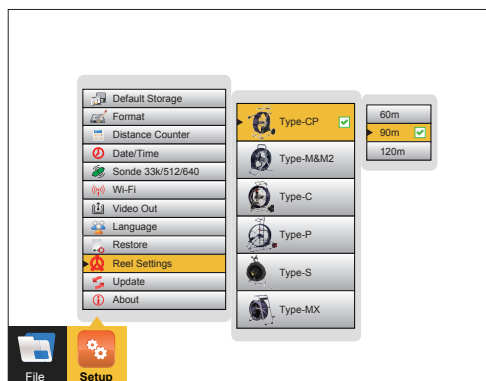 Default Storage
Format
Distance Counter
Date/Time
Sonde 33k/512/640
Wi-Fi
Video Out
Language
Restore
Reel Settings
Update
About
Type-CP
Type-M&M2
Type-C
Type-P
Type-S
Type-MX
60m
90m
120m
File
Setup